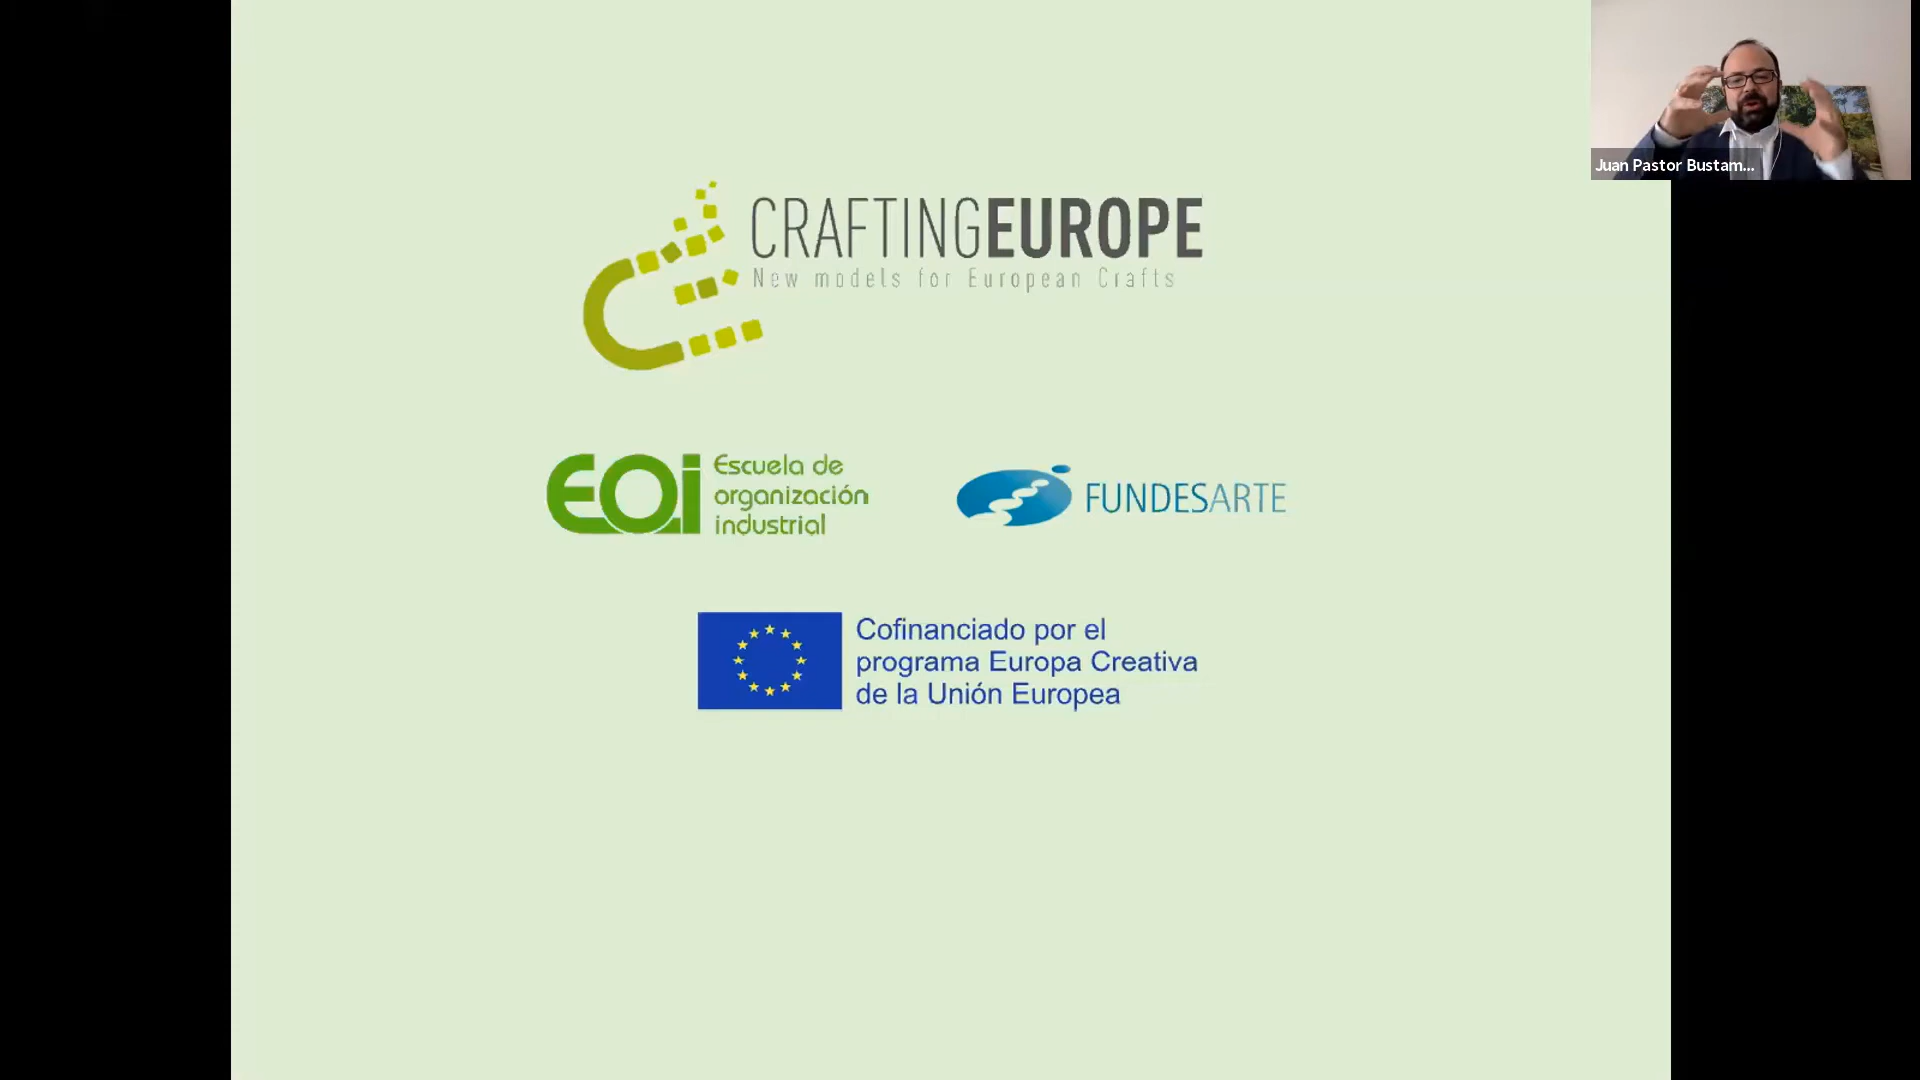 Juan Pastor Bustam...
CRAFTINGEUROPE
New models for European Crafts
EOi
Escuela de
organización
industrial
FUNDESARTE
Cofinanciado por el
programa Europa Creativa
de la Unión Europea